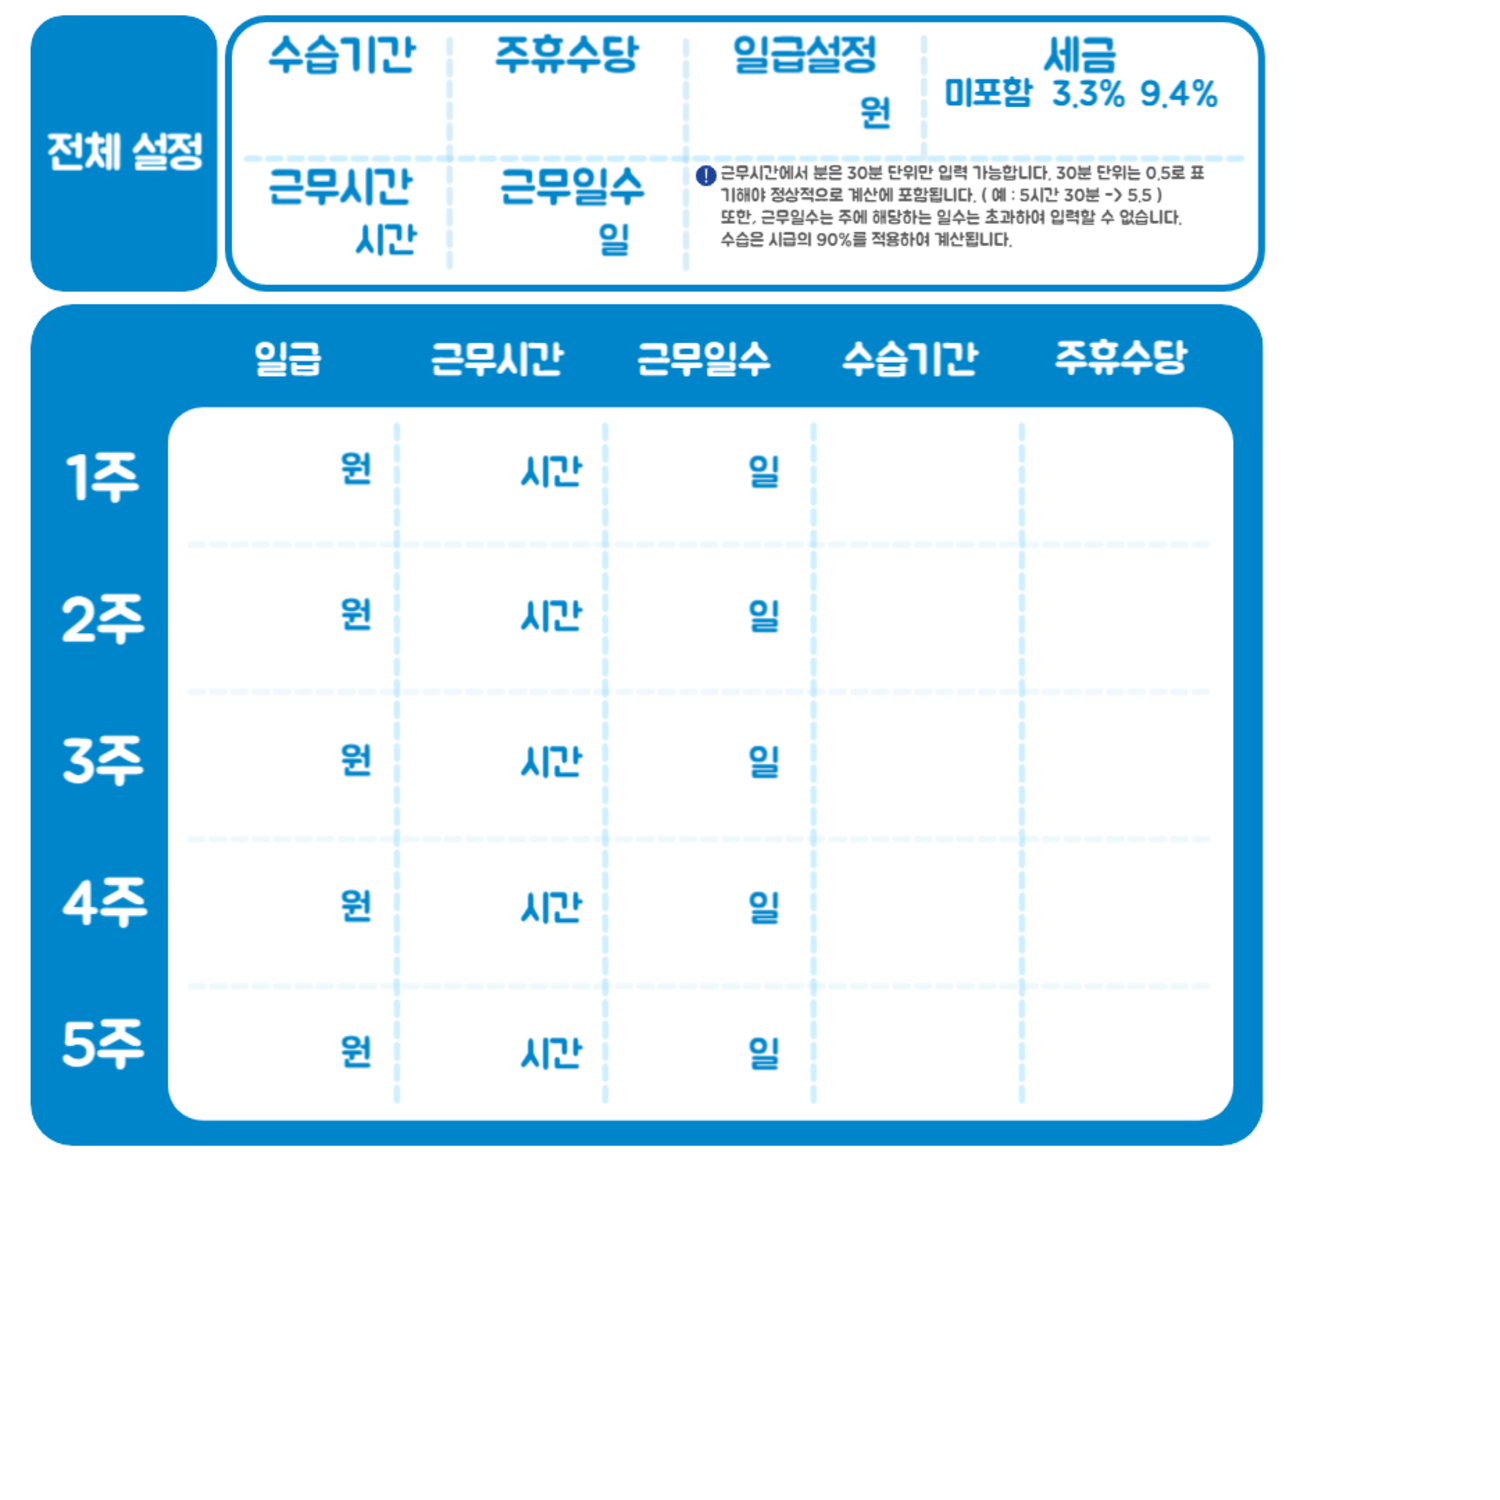 전체 설정
수습기간 주휴수당 일급설정 세금
미포함 3.3% 9.4%
원
근무시간 근무일수
시간 일
! 근무시간에서 분은 30분 단위만 입력 가능합니다. 30분 단위는 0.5로 표
기해야 정상적으로 계산에 포함됩니다. ( 예 : 5시간 30분 -> 5.5 )
또한, 근무일수는 주에 해당하는 일수는 초과하여 입력할 수 없습니다.
수습은 시급의 90%를 적용하여 계산됩니다.
일급 근무시간 근무일수 수습기간 주휴수당
1주 원 시간 일
2주 원 시간 일
3주 원 시간 일
4주 원 시간 일
5주 원 시간 일